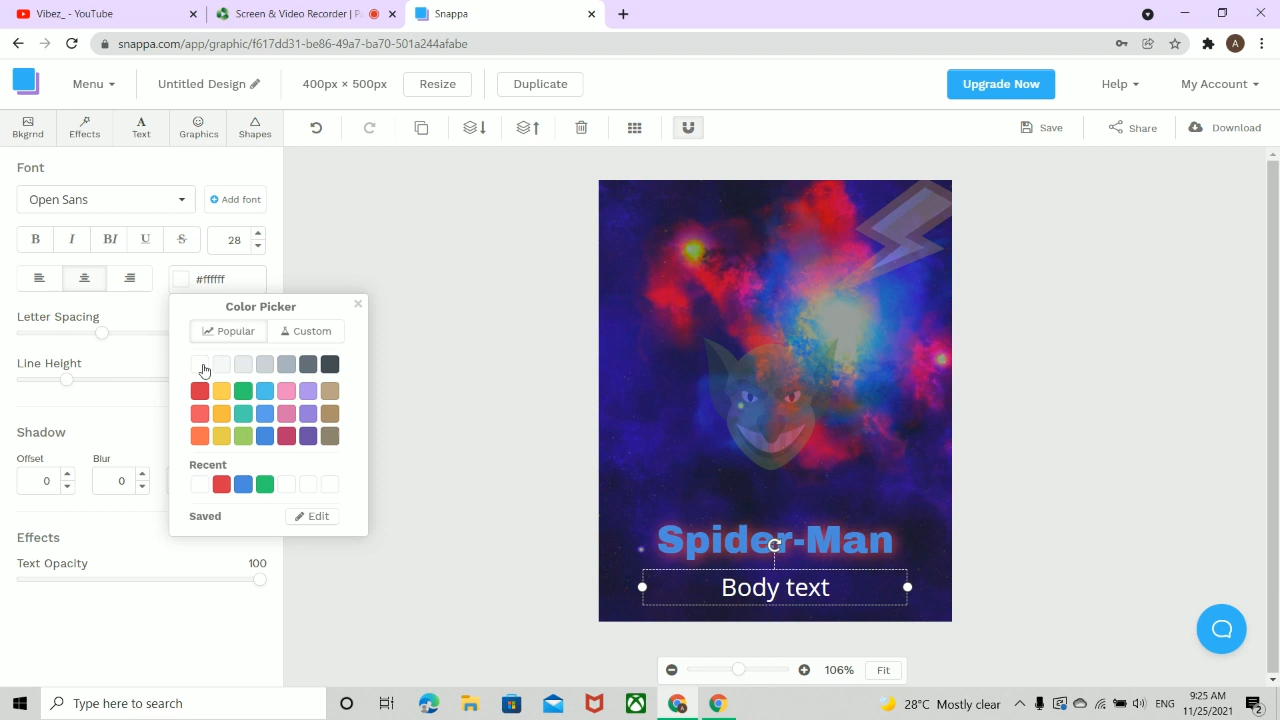 Vibez_ - YouTube
Screen & Video Recorder | P
Snappa
snappa.com/app/graphic/f617dd31-be86-49a7-ba70-501a244afabe
A
Menu
Untitled Design
400px × 500px
Resize
Duplicate
Upgrade Now
Help
My Account
Bkgrnd
Effects
Text
Graphics
Shapes
Save
Share
Download
Font
Open Sans
Add font
B
I
BI
U
S
28
#ffffff
Color Picker
Popular
Custom
Letter Spacing
Line Height
Shadow
Offset
Blur
0
0
Recent
Saved
Edit
Effects
Text Opacity
100
Spider-Man
Body text
106%
Fit
Type here to search
28°C Mostly clear
ENG
9:25 AM
11/25/2021
2